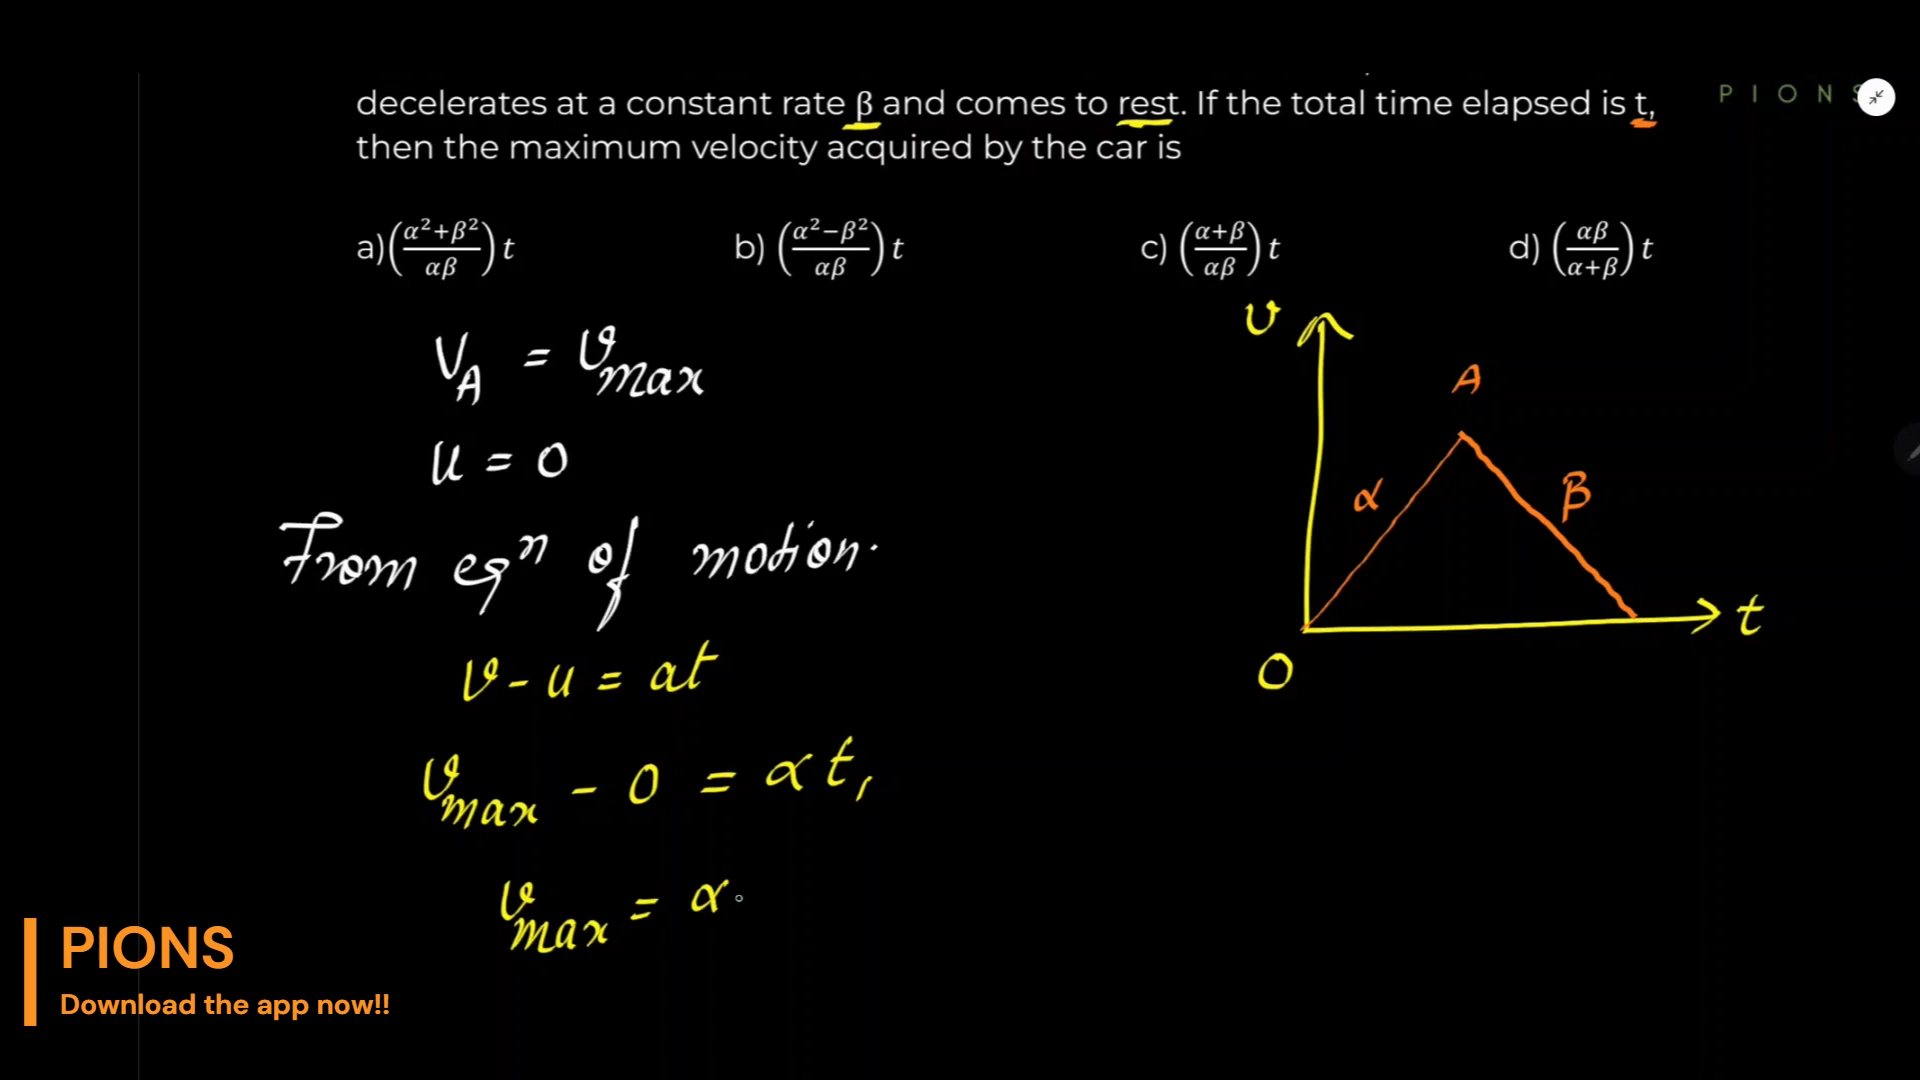 decelerates at a constant rate β and comes to rest. If the total time elapsed is t,
then the maximum velocity acquired by the car is
P I O N S
a) (α²+β² / αβ) t b) (α²−β² / αβ) t c) (α+β / αβ) t d) (αβ / α+β) t
V_A = v_max
u = 0
From eqⁿ of motion.
v - u = at
v_max - 0 = α t₁
v_max = α
v
A
α
β
t
O
PIONS
Download the app now!!